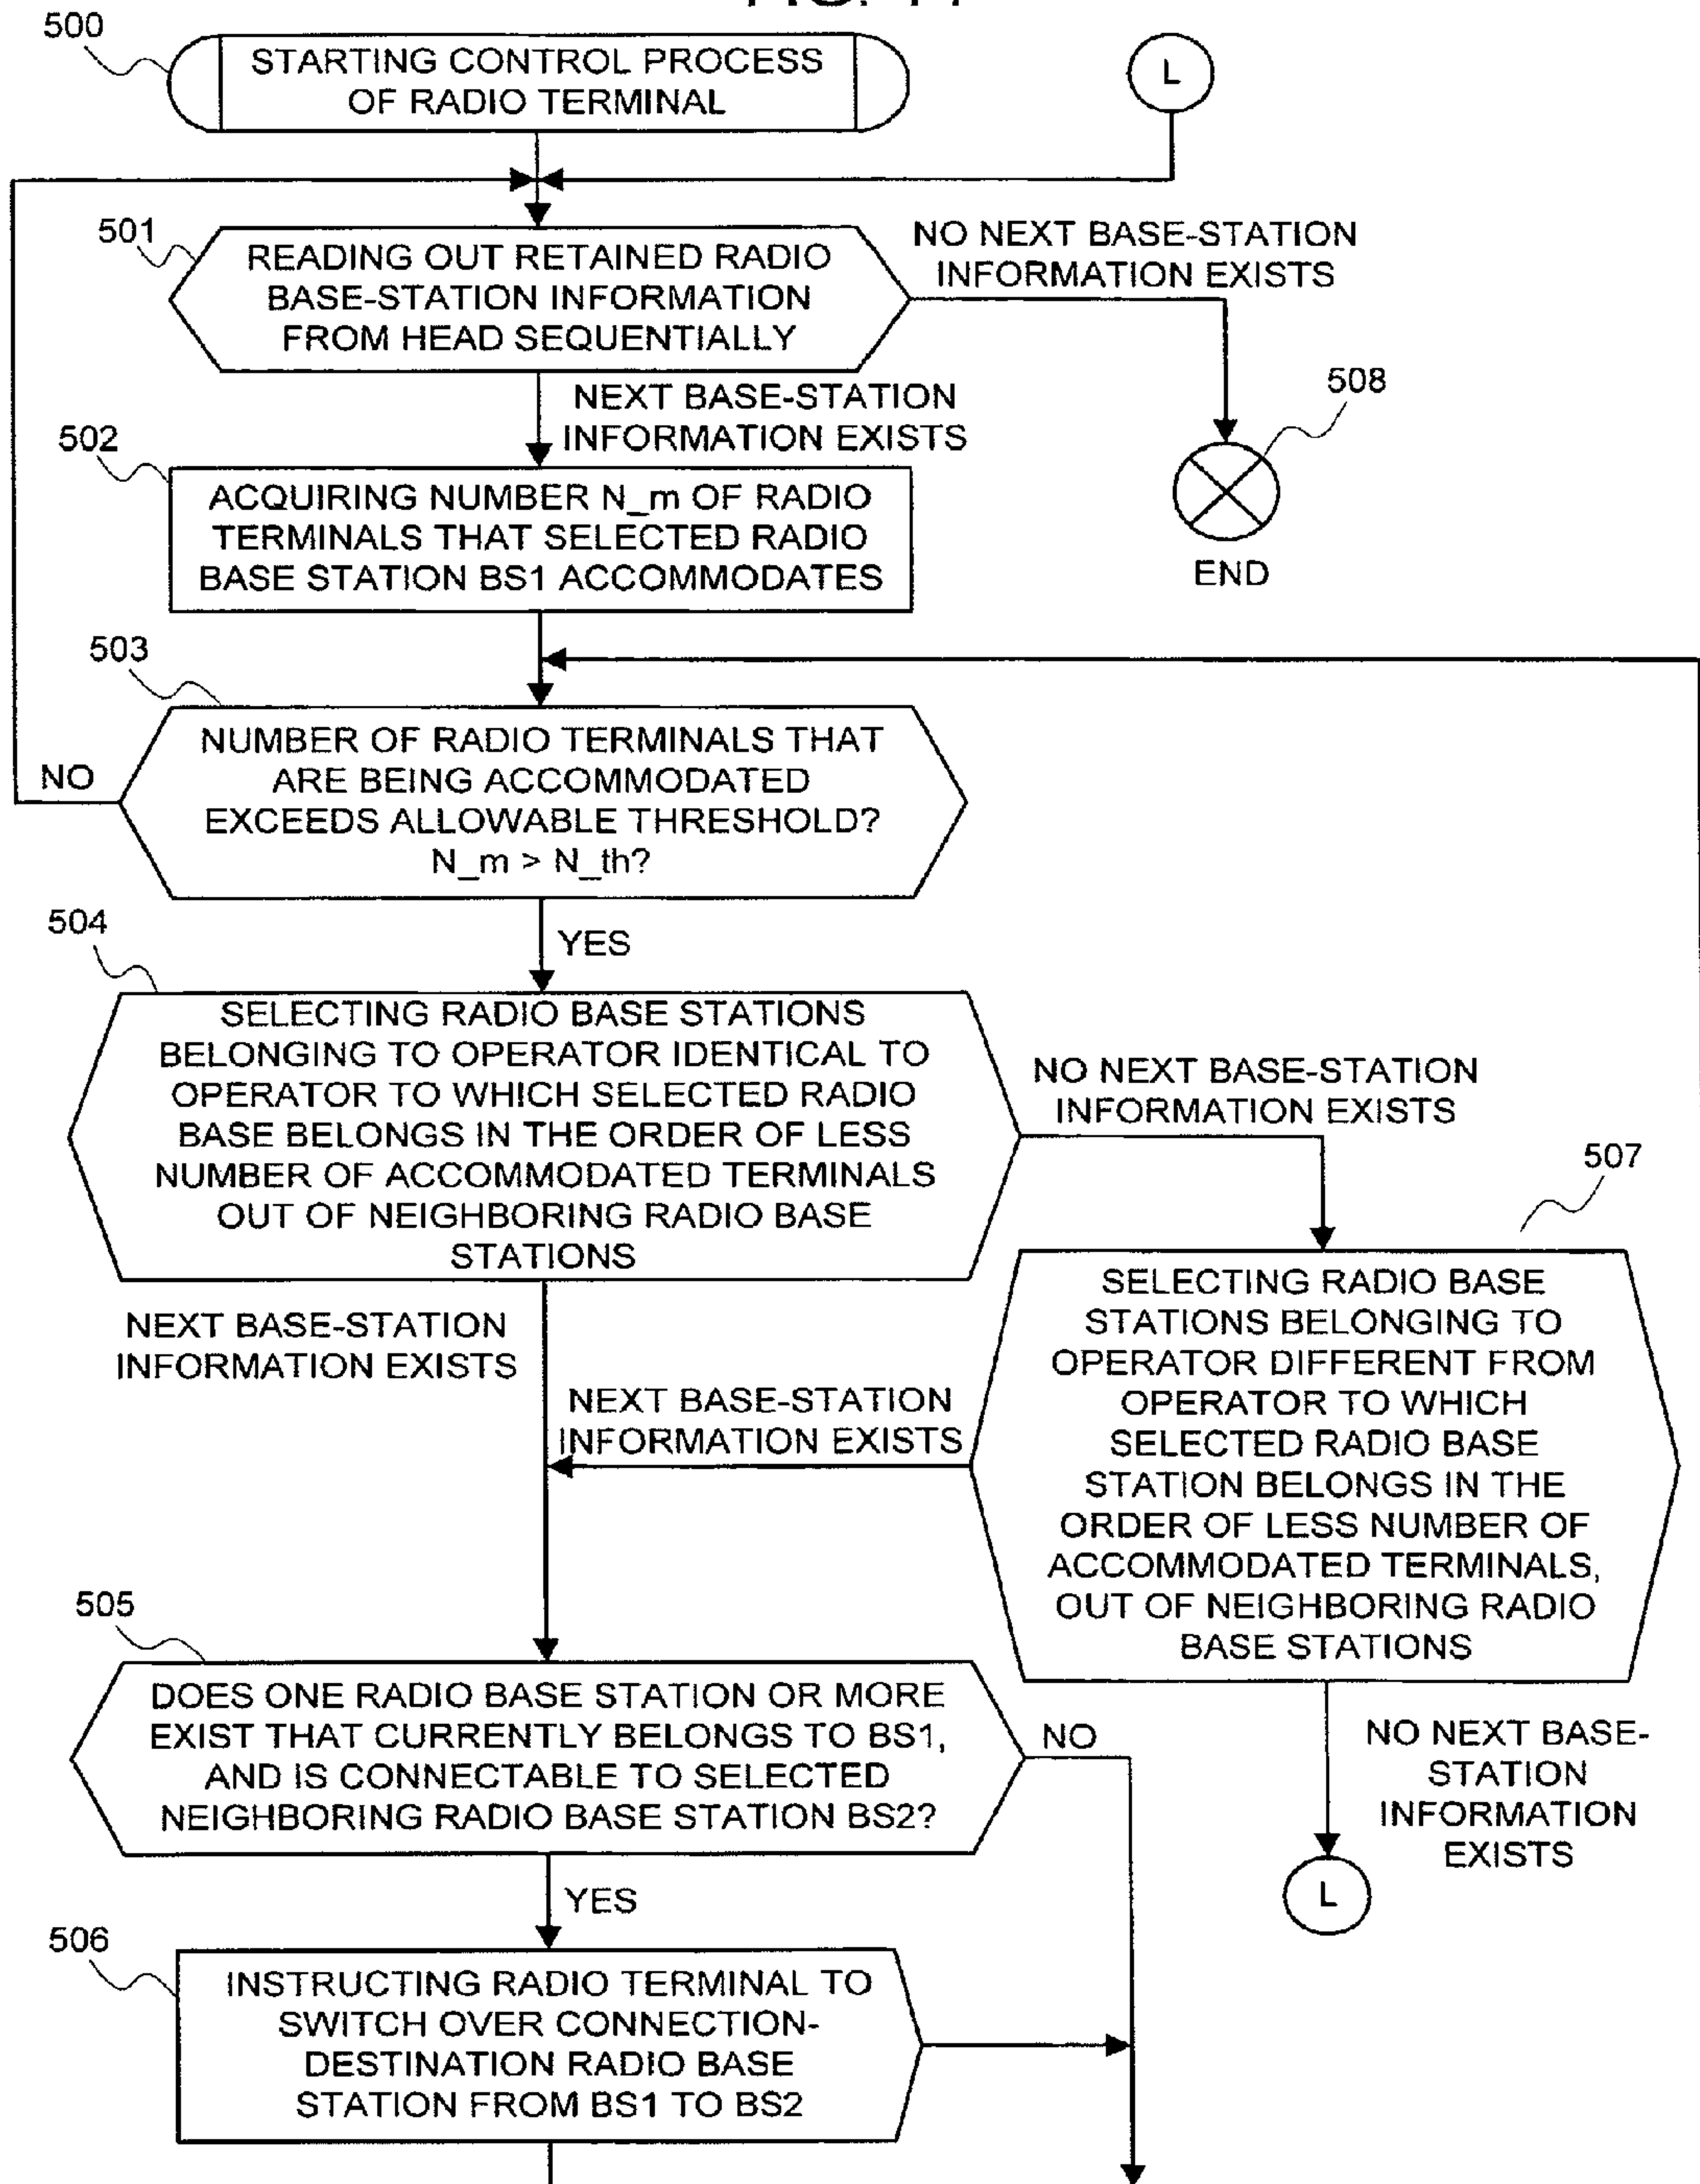 500
STARTING CONTROL PROCESS
OF RADIO TERMINAL
L
501
READING OUT RETAINED RADIO
BASE-STATION INFORMATION
FROM HEAD SEQUENTIALLY
NO NEXT BASE-STATION
INFORMATION EXISTS
NEXT BASE-STATION
INFORMATION EXISTS
508
END
502
ACQUIRING NUMBER N_m OF RADIO
TERMINALS THAT SELECTED RADIO
BASE STATION BS1 ACCOMMODATES
503
NUMBER OF RADIO TERMINALS THAT
ARE BEING ACCOMMODATED
EXCEEDS ALLOWABLE THRESHOLD?
N_m > N_th?
NO
YES
504
SELECTING RADIO BASE STATIONS
BELONGING TO OPERATOR IDENTICAL TO
OPERATOR TO WHICH SELECTED RADIO
BASE BELONGS IN THE ORDER OF LESS
NUMBER OF ACCOMMODATED TERMINALS
OUT OF NEIGHBORING RADIO BASE
STATIONS
NO NEXT BASE-STATION
INFORMATION EXISTS
NEXT BASE-STATION
INFORMATION EXISTS
507
SELECTING RADIO BASE
STATIONS BELONGING TO
OPERATOR DIFFERENT FROM
OPERATOR TO WHICH
SELECTED RADIO BASE
STATION BELONGS IN THE
ORDER OF LESS NUMBER OF
ACCOMMODATED TERMINALS,
OUT OF NEIGHBORING RADIO
BASE STATIONS
NEXT BASE-STATION
INFORMATION EXISTS
NO NEXT BASE-
STATION
INFORMATION
EXISTS
L
505
DOES ONE RADIO BASE STATION OR MORE
EXIST THAT CURRENTLY BELONGS TO BS1,
AND IS CONNECTABLE TO SELECTED
NEIGHBORING RADIO BASE STATION BS2?
NO
YES
506
INSTRUCTING RADIO TERMINAL TO
SWITCH OVER CONNECTION-
DESTINATION RADIO BASE
STATION FROM BS1 TO BS2